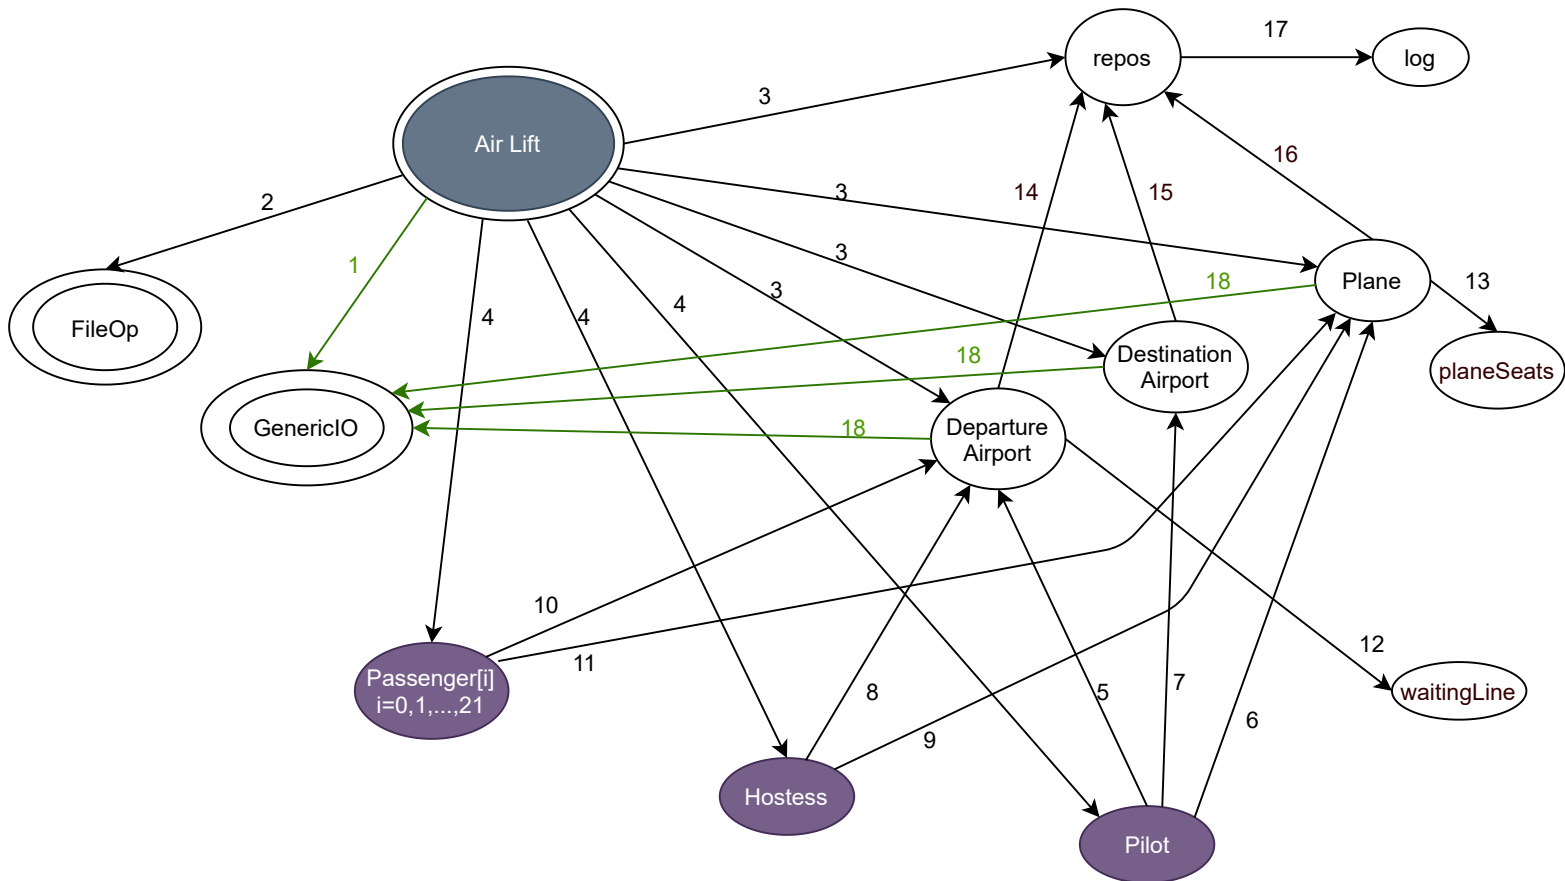 17
repos
log
3
Air Lift
16
2
14
15
3
3
1
18
Plane
13
3
4
4
4
FileOp
18
Destination
Airport
planeSeats
GenericIO
18
Departure
Airport
10
11
12
Passenger[i]
i=0,1,...,21
8
5
7
waitingLine
6
9
Hostess
Pilot